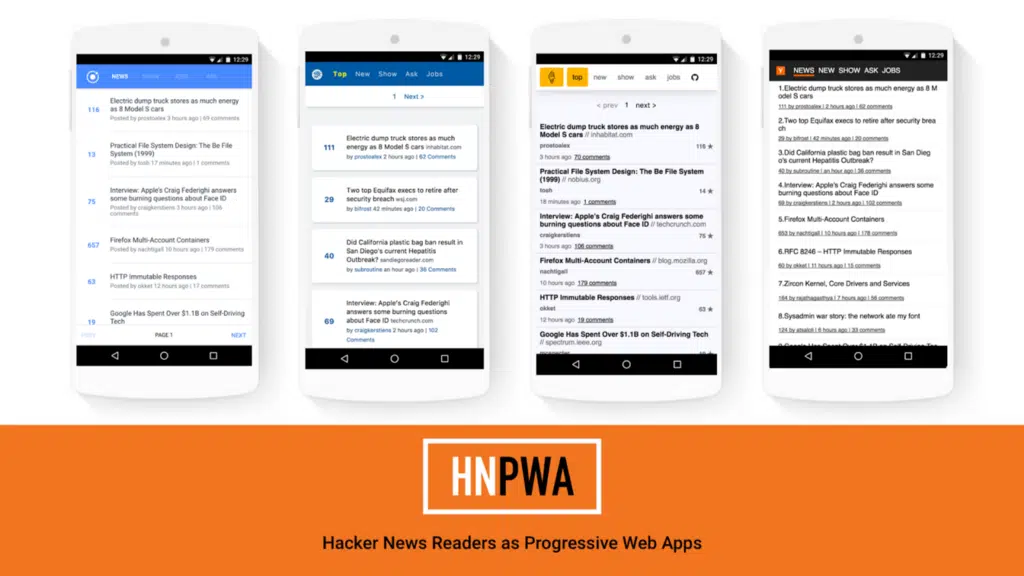 12:29
NEWS SHOW ASK
116
Electric dump truck stores as much energy
as 8 Model S cars
Posted by prostoalex 3 hours ago | 69 comments
13
Practical File System Design: The Be File
System (1999)
Posted by tosh 17 minutes ago | 1 comments
75
Interview: Apple's Craig Federighi answers
some burning questions about Face ID
Posted by craigkerstiens 2 hours ago | 106
comments
657
Firefox Multi-Account Containers
Posted by nachtigall 10 hours ago | 179 comments
63
HTTP Immutable Responses
Posted by okket 12 hours ago | 17 comments
19
Google Has Spent Over $1.1B on Self-Driving
Tech
PREV PAGE 1 NEXT
12:29
Top New Show Ask Jobs
1 Next >
111
Electric dump truck stores as much
energy as 8 Model S cars inhabitat.com
by prostoalex 2 hours ago | 62 Comments
29
Two top Equifax execs to retire after
security breach wsj.com
by bifrost 42 minutes ago | 20 Comments
40
Did California plastic bag ban result in
San Diego's current Hepatitis
Outbreak? sandiegoreader.com
by subroutine an hour ago | 36 Comments
69
Interview: Apple's Craig Federighi
answers some burning questions
about Face ID techcrunch.com
by craigkerstiens 2 hours ago | 102
Comments
12:29
top new show ask jobs
< prev 1 next >
Electric dump truck stores as much energy as 8
Model S cars // inhabitat.com
prostoalex 116 ★
3 hours ago 70 comments
Practical File System Design: The Be File System
(1999) // nobius.org
tosh 14 ★
18 minutes ago 1 comments
Interview: Apple's Craig Federighi answers some
burning questions about Face ID // techcrunch.com
craigkerstiens 75 ★
3 hours ago 106 comments
Firefox Multi-Account Containers // blog.mozilla.org
nachtigall 657 ★
10 hours ago 179 comments
HTTP Immutable Responses // tools.ietf.org
okket 63 ★
12 hours ago 19 comments
Google Has Spent Over $1.1B on Self-Driving Tech
// spectrum.ieee.org
12:29
Y NEWS NEW SHOW ASK JOBS
1.Electric dump truck stores as much energy as 8 M
odel S cars
111 by prostoalex | 2 hours ago | 62 comments
2.Two top Equifax execs to retire after security brea
ch
29 by bifrost | 42 minutes ago | 20 comments
3.Did California plastic bag ban result in San Dieg
o's current Hepatitis Outbreak?
40 by subroutine | an hour ago | 36 comments
4.Interview: Apple's Craig Federighi answers some
burning questions about Face ID
69 by craigkerstiens | 2 hours ago | 102 comments
5.Firefox Multi-Account Containers
653 by nachtigall | 10 hours ago | 178 comments
6.RFC 8246 – HTTP Immutable Responses
60 by okket | 11 hours ago | 15 comments
7.Zircon Kernel, Core Drivers and Services
184 by rajathagasthya | 7 hours ago | 56 comments
8.Sysadmin war story: the network ate my font
124 by absaloli | 6 hours ago | 33 comments
HNPWA
Hacker News Readers as Progressive Web Apps